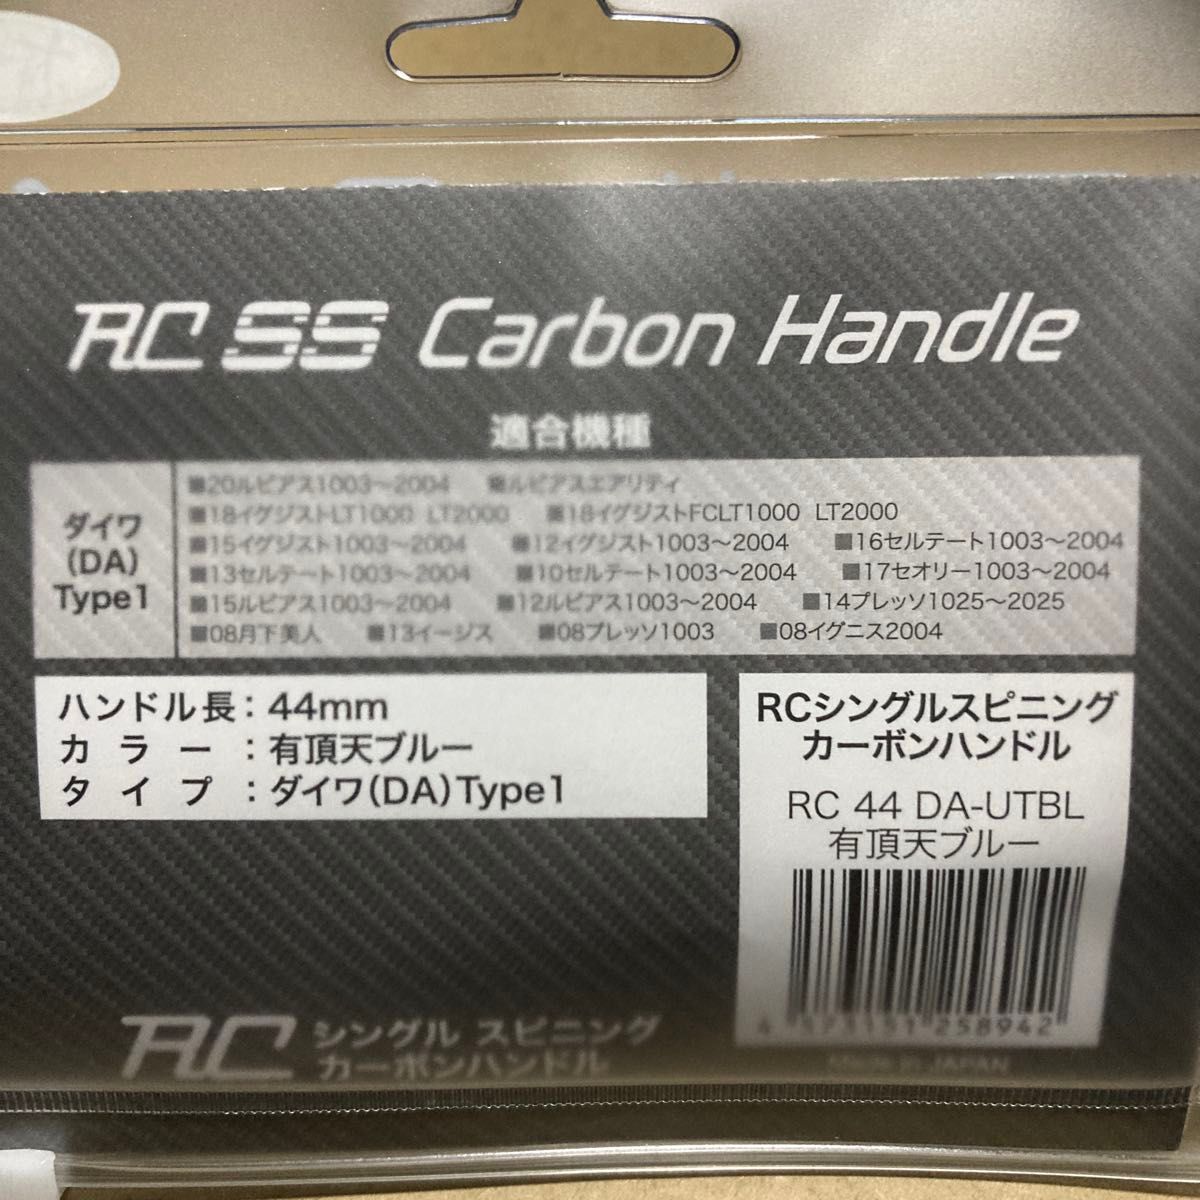 RC SS Carbon Handle
適合機種
ダイワ
(DA)
Type1
■20ルビアス1003～2004 ■ルビアスエアリティ
■18イグジストLT1000 LT2000 ■18イグジストFCLT1000 LT2000
■15イグジスト1003～2004 ■12イグジスト1003～2004 ■16セルテート1003～2004
■13セルテート1003～2004 ■10セルテート1003～2004 ■17セオリー1003～2004
■15ルビアス1003～2004 ■12ルビアス1003～2004 ■14プレッソ1025～2025
■08月下美人 ■13イージス ■08プレッソ1003 ■08イグニス2004
ハンドル長：44mm
カラー：有頂天ブルー
タイプ：ダイワ(DA)Type1
RCシングルスピニング
カーボンハンドル
RC 44 DA-UTBL
有頂天ブルー
4 573151 258942
MADE IN JAPAN
RC シングル スピニング
カーボンハンドル